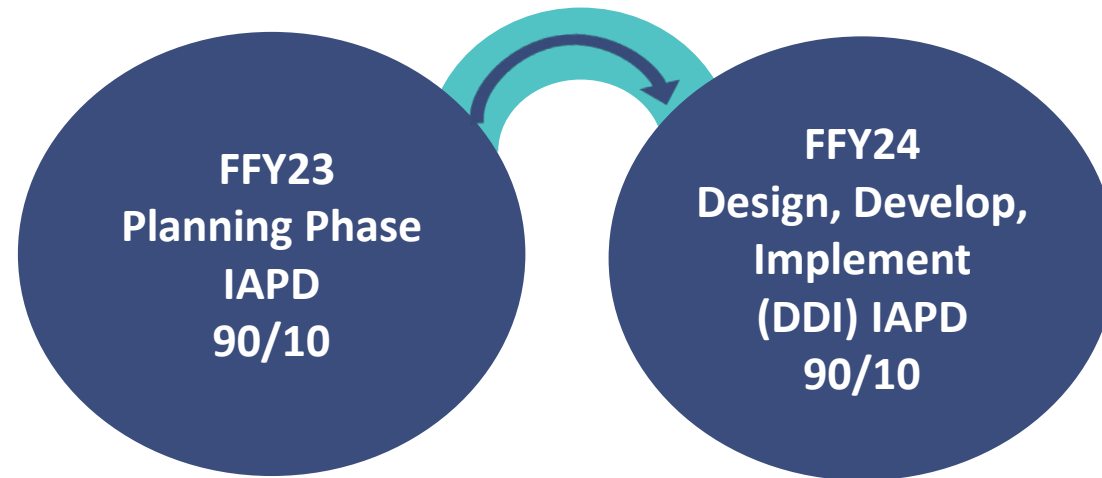 FFY23
Planning Phase
IAPD
90/10
FFY24
Design, Develop,
Implement
(DDI) IAPD
90/10